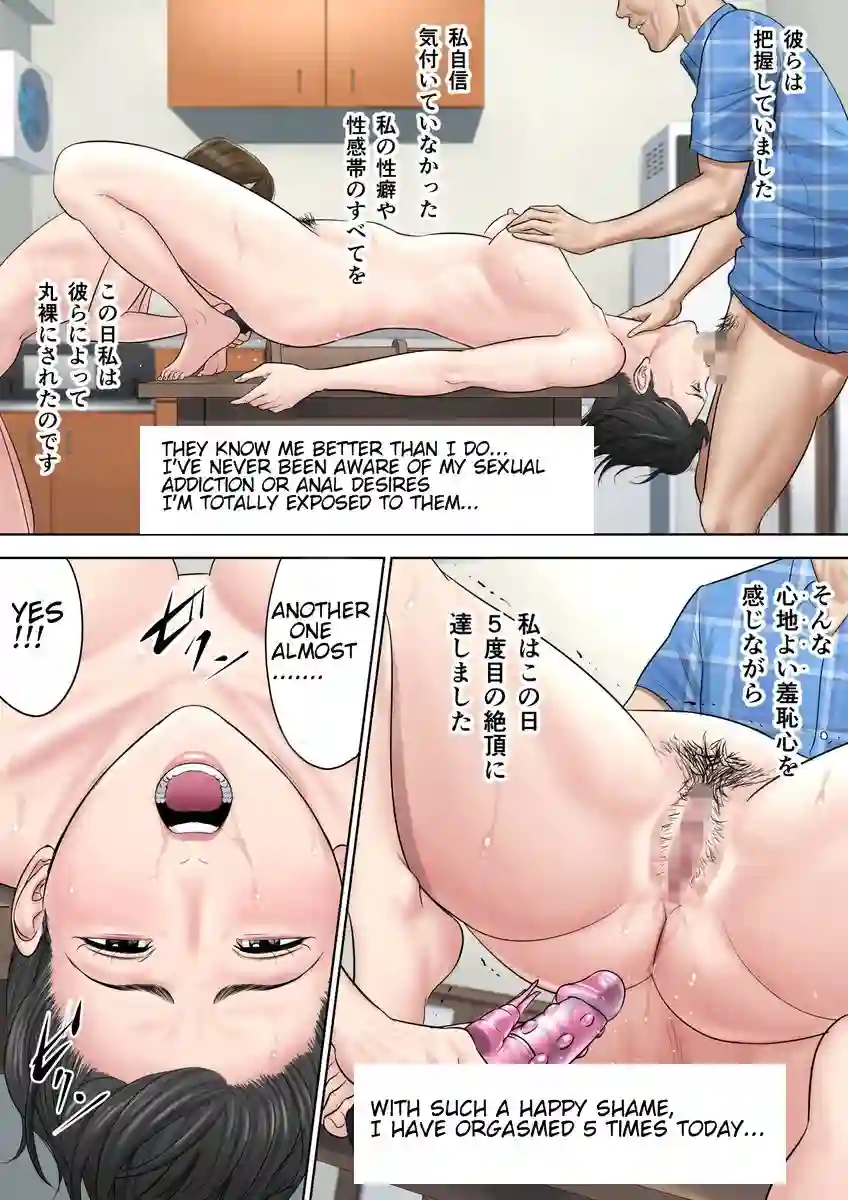 彼らは
把握していました
私自信
気付いていなかった
私の性癖や
性感帯のすべてを
この日私は
彼らによって
丸裸にされたのです
THEY KNOW ME BETTER THAN I DO...
I'VE NEVER BEEN AWARE OF MY SEXUAL
ADDICTION OR ANAL DESIRES
I'M TOTALLY EXPOSED TO THEM...
そんな
心地よい羞恥心を
感じながら
私はこの日
5度目の絶頂に
達しました
ANOTHER
ONE
ALMOST
.......
ビクン
YES
!!!
ビクン
WITH SUCH A HAPPY SHAME,
I HAVE ORGASMED 5 TIMES TODAY...